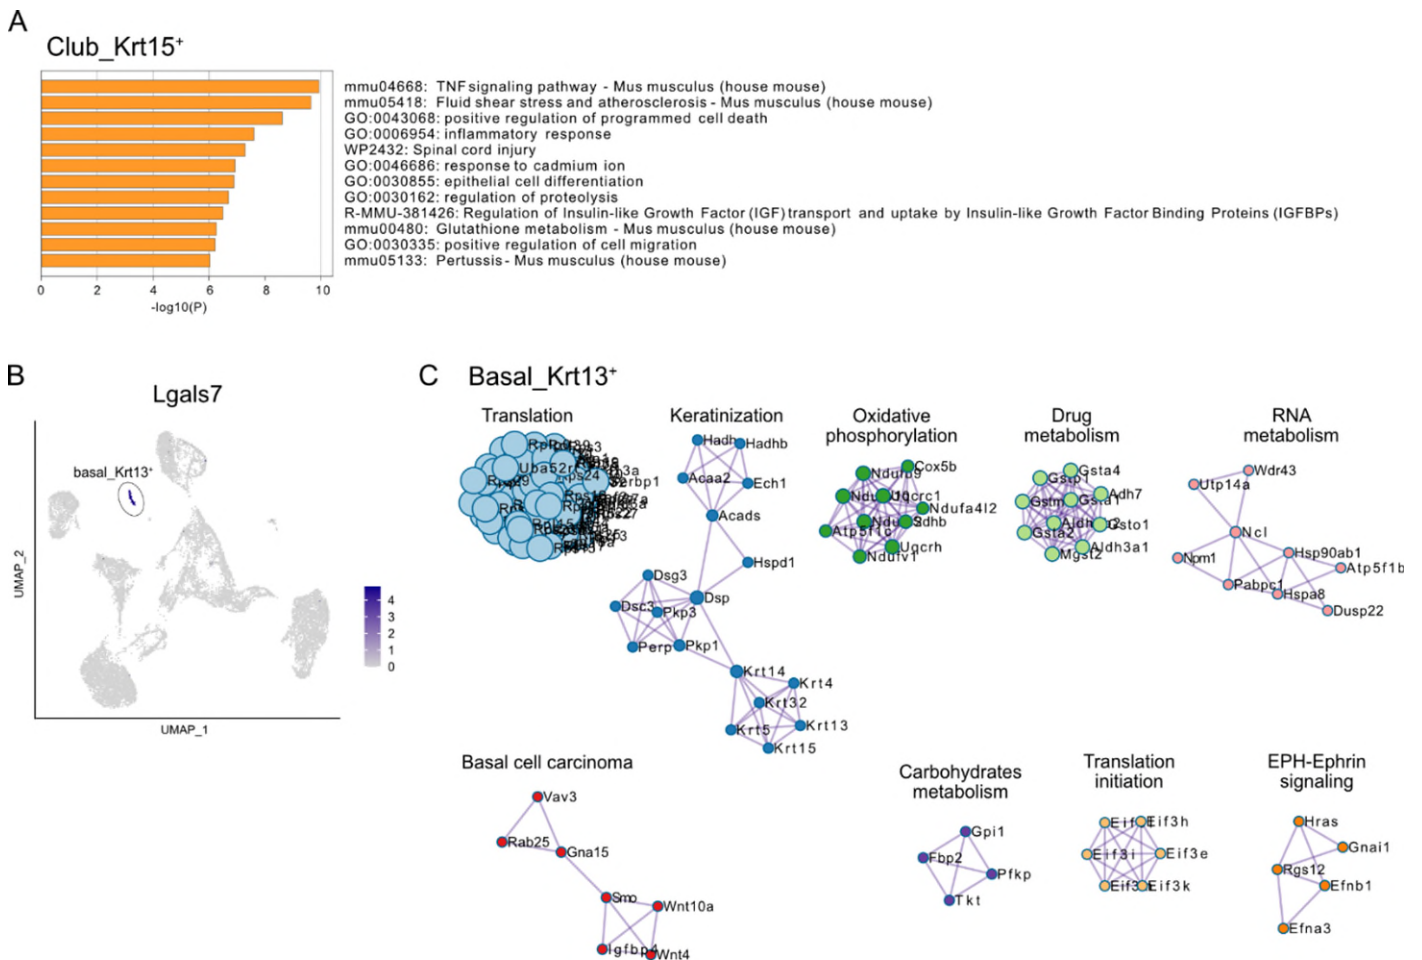 A
Club_Krt15+
mmu04668: TNF signaling pathway - Mus musculus (house mouse)
mmu05418: Fluid shear stress and atherosclerosis - Mus musculus (house mouse)
GO:0043068: positive regulation of programmed cell death
GO:0006954: inflammatory response
WP2432: Spinal cord injury
GO:0046686: response to cadmium ion
GO:0030855: epithelial cell differentiation
GO:0030162: regulation of proteolysis
R-MMU-381426: Regulation of Insulin-like Growth Factor (IGF) transport and uptake by Insulin-like Growth Factor Binding Proteins (IGFBPs)
mmu00480: Glutathione metabolism - Mus musculus (house mouse)
GO:0030335: positive regulation of cell migration
mmu05133: Pertussis - Mus musculus (house mouse)
0 2 4 6 8 10
-log10(P)
B
Lgals7
basal_Krt13+
UMAP_2
UMAP_1
4
3
2
1
0
C
Basal_Krt13+
Translation
Uba52
Keratinization
Hadh
Hadhb
Acaa2
Ech1
Acads
Hspd1
Dsg3
Dsp
Dsc3
Pkp3
Perp
Pkp1
Krt14
Krt4
Krt32
Krt5
Krt13
Krt15
Oxidative
phosphorylation
Cox5b
Ndufa4l2
Atp5f1c
Uqcrh
Ndufv1
Drug
metabolism
Gsta4
Gstp1
Adh7
Gsta1
Gsto1
Gsta2
Aldh3a1
Mgst2
RNA
metabolism
Wdr43
Utp14a
Ncl
Npm1
Hsp90ab1
Atp5f1b
Pabpc1
Hspa8
Dusp22
Basal cell carcinoma
Vav3
Rab25
Gna15
Smo
Wnt10a
Igfbp4
Wnt4
Carbohydrates
metabolism
Gpi1
Fbp2
Pfkp
Tkt
Translation
initiation
Eif3h
Eif3i
Eif3e
Eif3k
EPH-Ephrin
signaling
Hras
Gnai1
Rgs12
Efnb1
Efna3